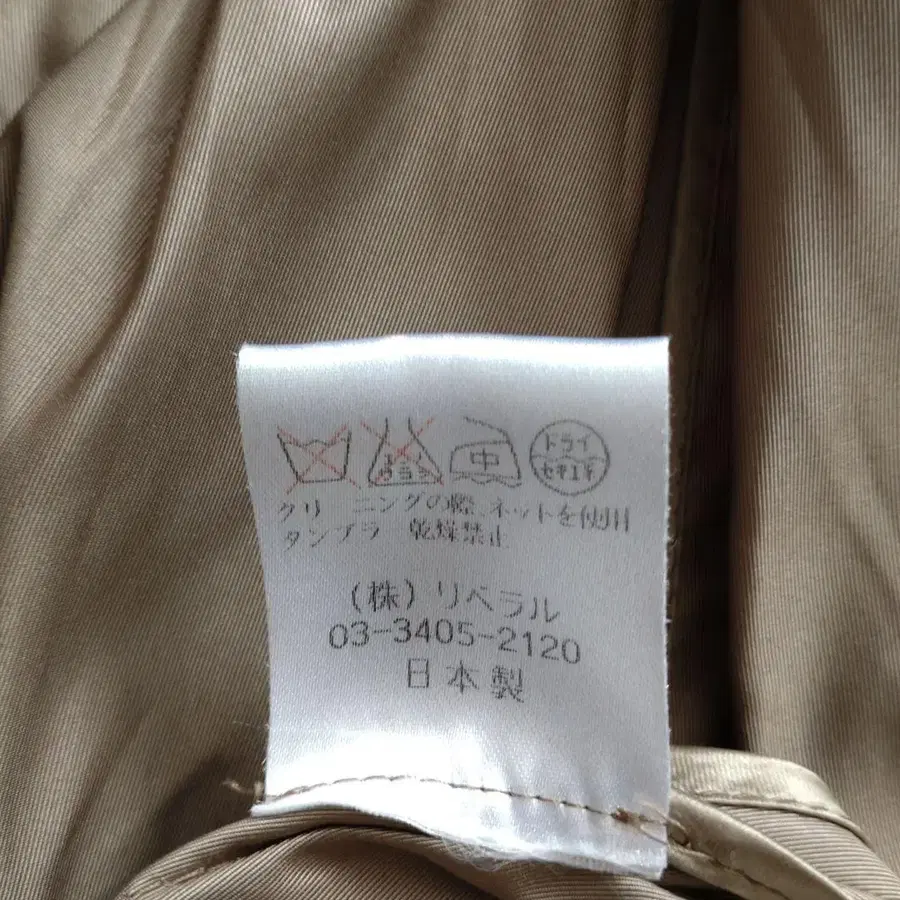 中 ドライ
セキユ系
クリ ニングの際、ネットを使用
タンブラ 乾燥禁止
(株) リベラル
03-3405-2120
日本製